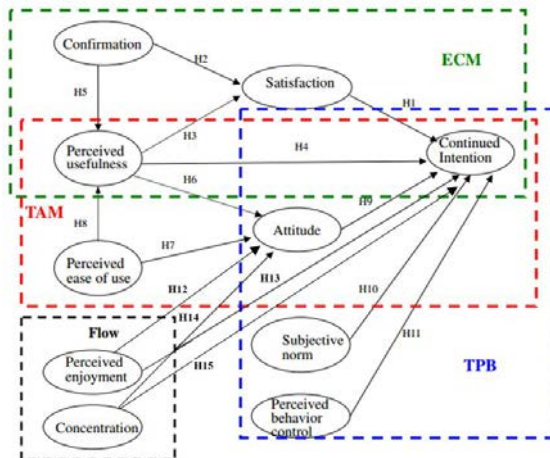 Confirmation
H2
ECM
Satisfaction
H5
H1
H3
Perceived
usefulness
H4
Continued
Intention
H6
TAM
H9
H8
Attitude
H7
Perceived
ease of use
H13
H12
H10
H14
Flow
H11
Subjective
norm
Perceived
enjoyment
H15
TPB
Perceived
behavior
control
Concentration